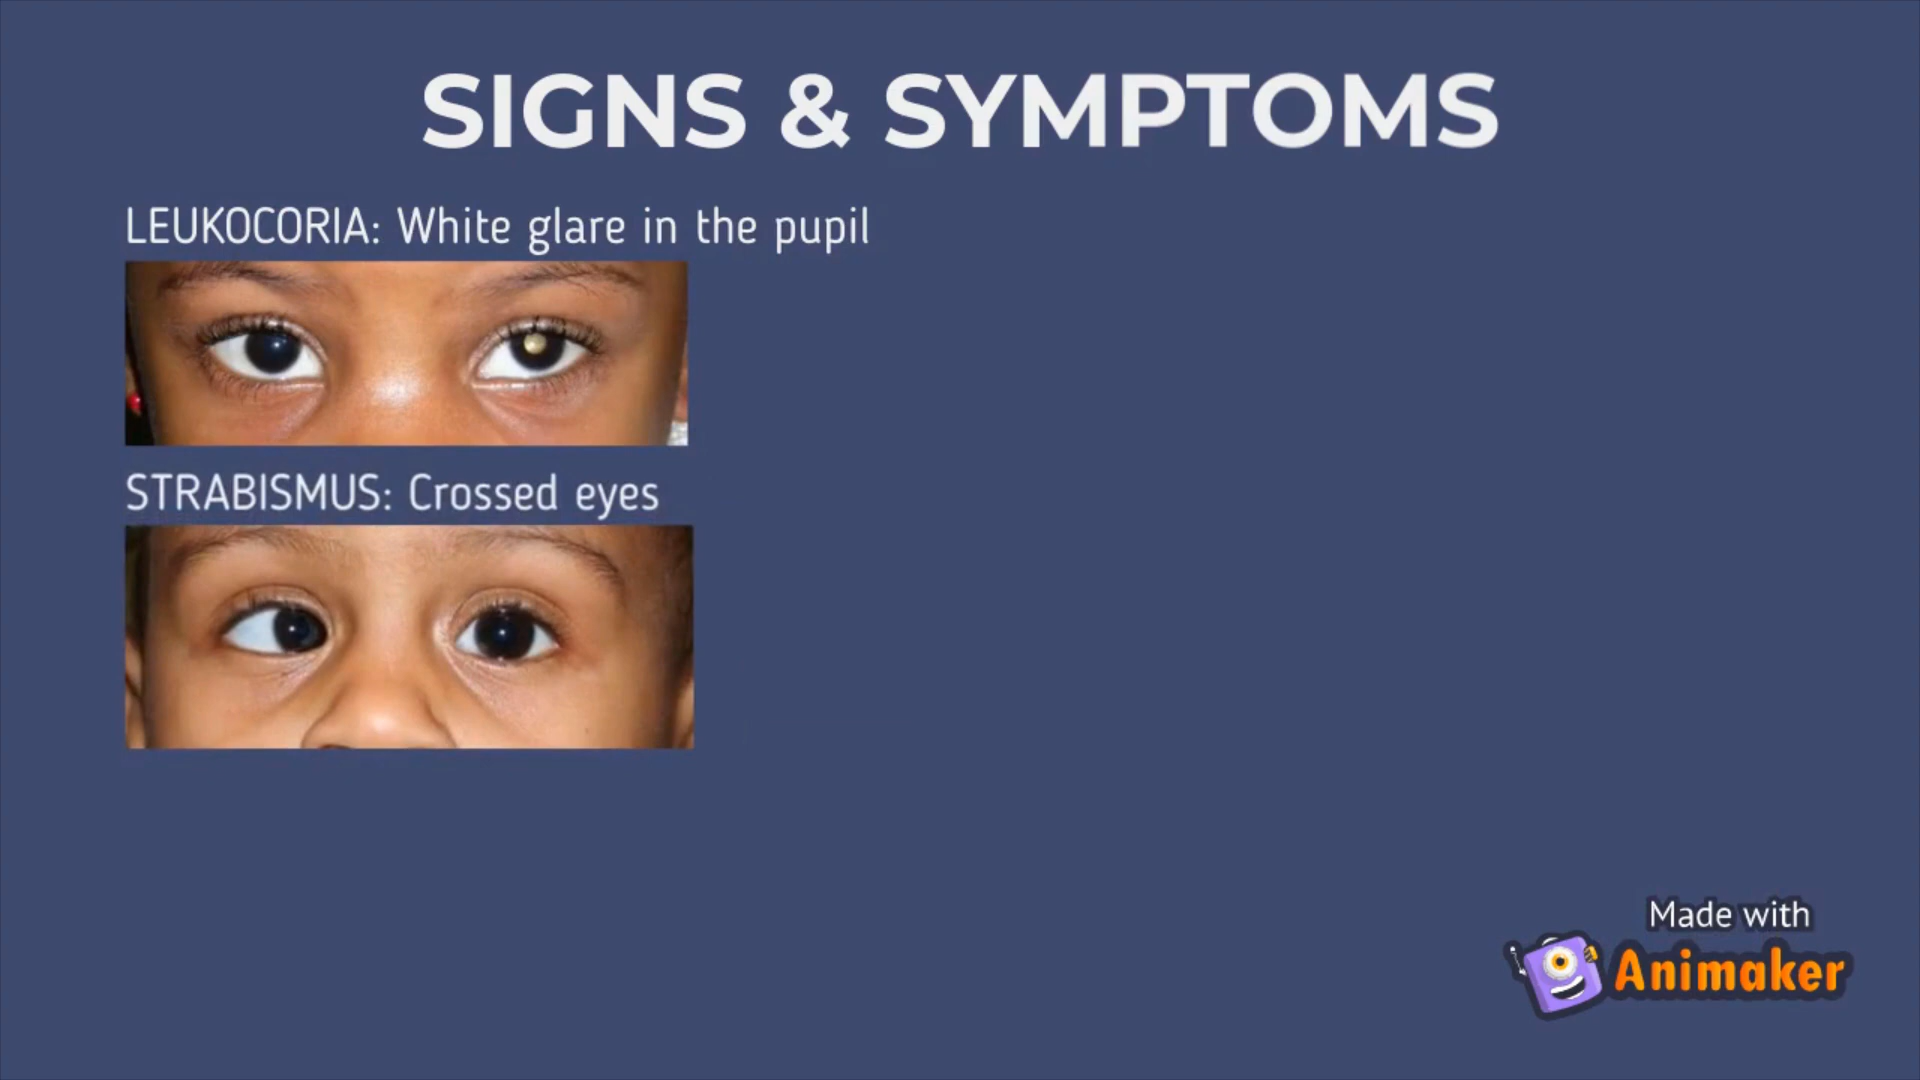 SIGNS & SYMPTOMS
LEUKOCORIA: White glare in the pupil
STRABISMUS: Crossed eyes
Made with
Animaker